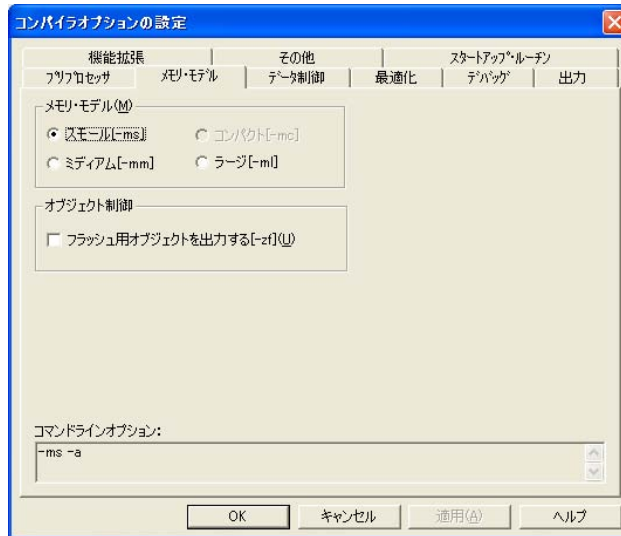 コンパイラオプションの設定
機能拡張 その他 スタートアップ・ルーチン
プリプロセッサ メモリ・モデル データ制御 最適化 デバッグ 出力
メモリ・モデル(M)
スモール[-ms] コンパクト[-mc]
ミディアム[-mm] ラージ[-ml]
オブジェクト制御
フラッシュ用オブジェクトを出力する[-zf](U)
コマンドラインオプション:
-ms -a
OK キャンセル 適用(A) ヘルプ